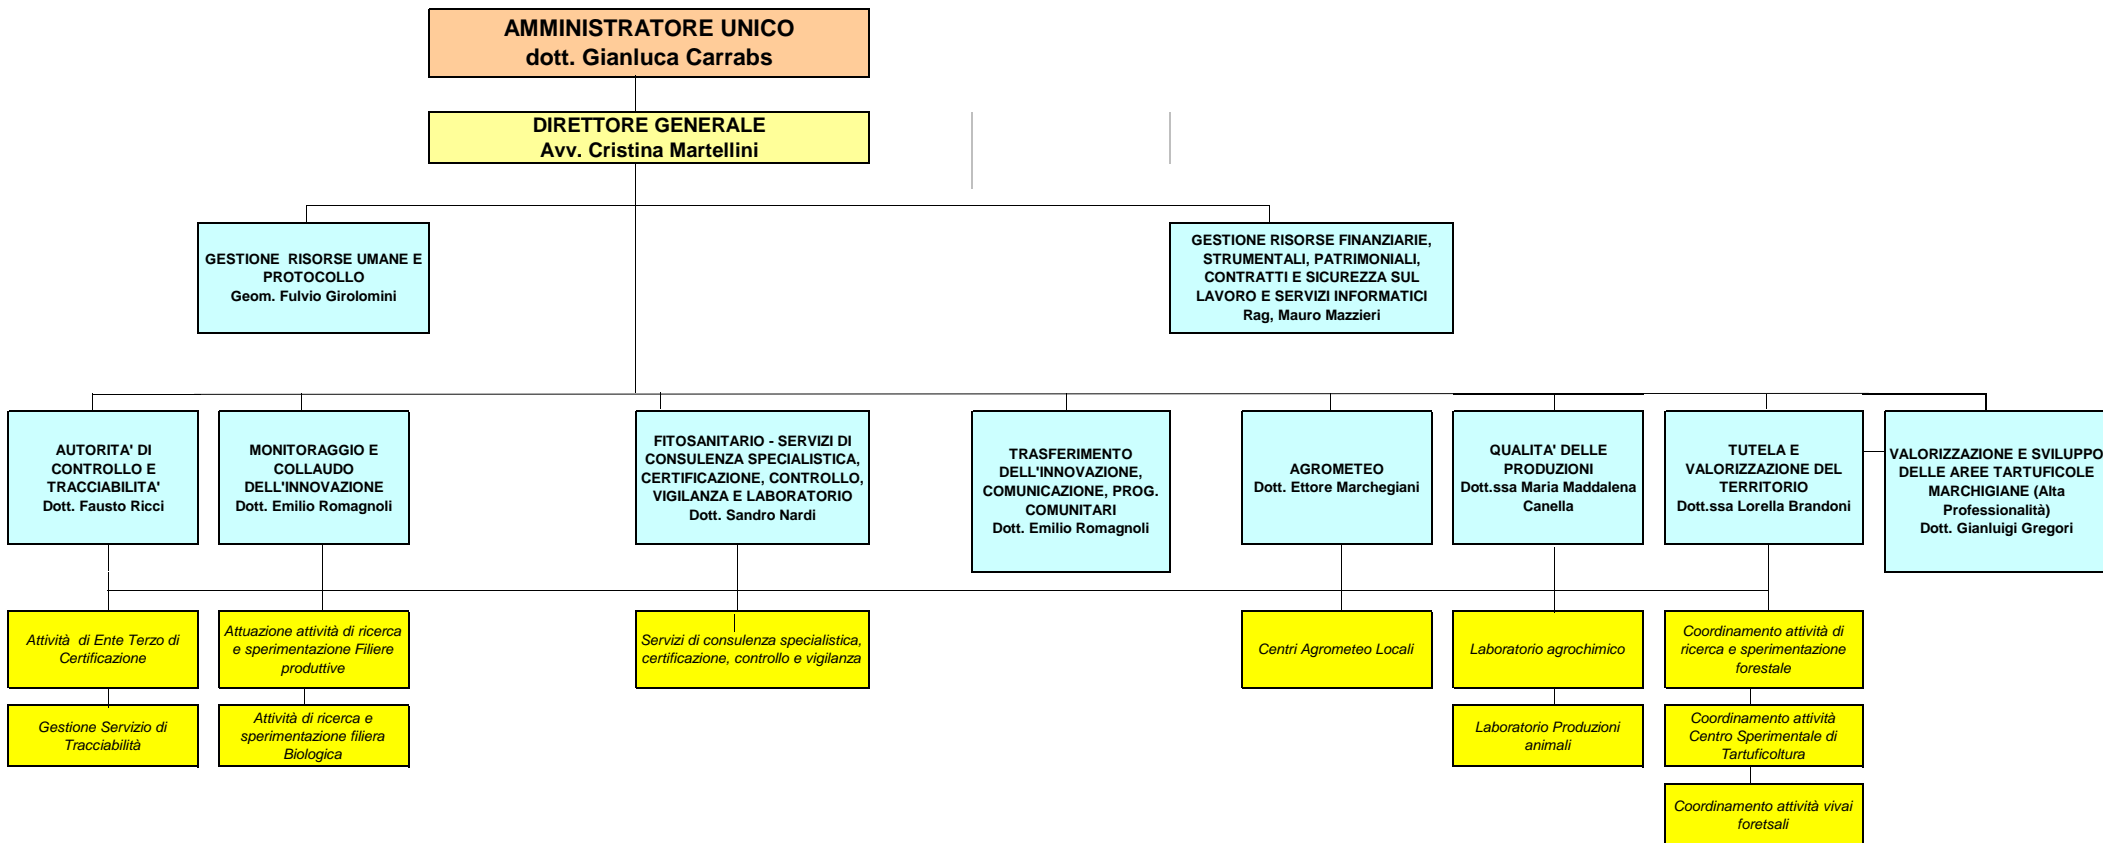 AMMINISTRATORE UNICO
dott. Gianluca Carrabs
DIRETTORE GENERALE
Avv. Cristina Martellini
GESTIONE  RISORSE UMANE E
PROTOCOLLO
Geom. Fulvio Girolomini
GESTIONE RISORSE FINANZIARIE,
STRUMENTALI, PATRIMONIALI,
CONTRATTI E SICUREZZA SUL
LAVORO E SERVIZI INFORMATICI
Rag, Mauro Mazzieri
AUTORITA' DI
CONTROLLO E
TRACCIABILITA'
Dott. Fausto Ricci
MONITORAGGIO E
COLLAUDO
DELL'INNOVAZIONE
Dott. Emilio Romagnoli
FITOSANITARIO - SERVIZI DI
CONSULENZA SPECIALISTICA,
CERTIFICAZIONE, CONTROLLO,
VIGILANZA E LABORATORIO
Dott. Sandro Nardi
TRASFERIMENTO
DELL'INNOVAZIONE,
COMUNICAZIONE, PROG.
COMUNITARI
Dott. Emilio Romagnoli
AGROMETEO
Dott. Ettore Marchegiani
QUALITA' DELLE
PRODUZIONI
Dott.ssa Maria Maddalena
Canella
TUTELA E
VALORIZZAZIONE DEL
TERRITORIO
Dott.ssa Lorella Brandoni
VALORIZZAZIONE E SVILUPPO
DELLE AREE TARTUFICOLE
MARCHIGIANE (Alta
Professionalità)
Dott. Gianluigi Gregori
Attività  di Ente Terzo di
Certificazione
Attuazione attività di ricerca
e sperimentazione Filiere
produttive
Servizi di consulenza specialistica,
certificazione, controllo e vigilanza
Centri Agrometeo Locali
Laboratorio agrochimico
Coordinamento attività di
ricerca e sperimentazione
forestale
Gestione Servizio di
Tracciabilità
Attività di ricerca e
sperimentazione filiera
Biologica
Laboratorio Produzioni
animali
Coordinamento attività
Centro Sperimentale di
Tartuficoltura
Coordinamento attività vivai
foretsali